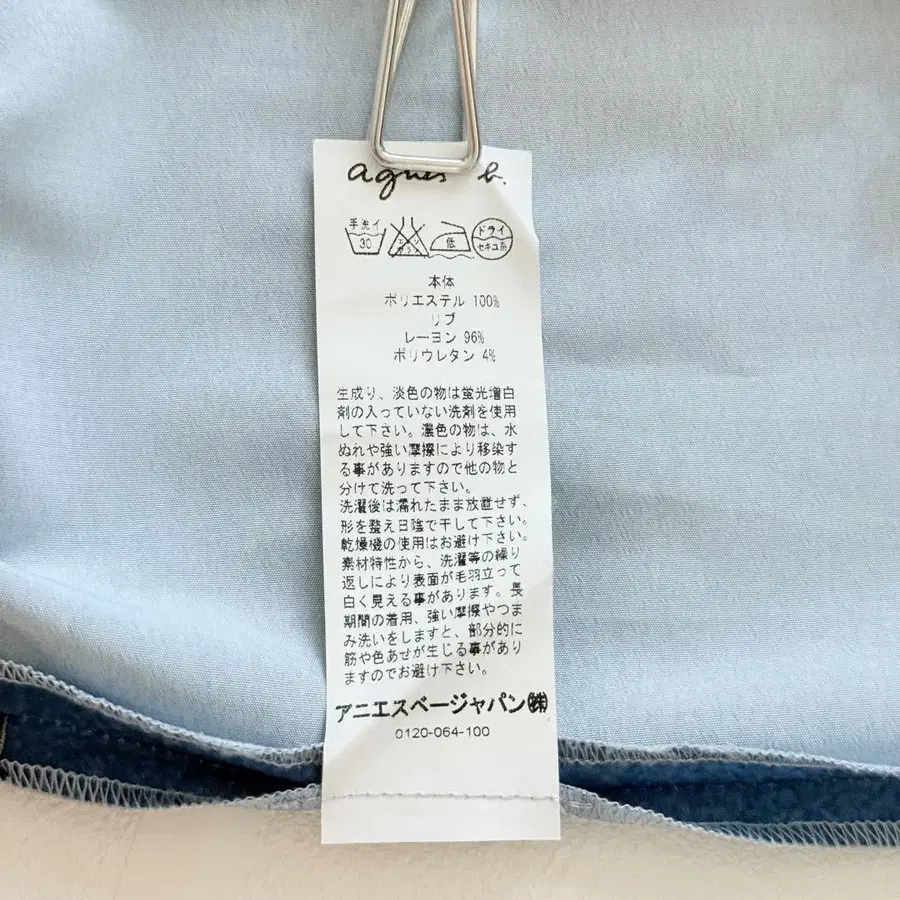 agnès b.
手洗イ
30
エンソサラシ
低
ドライ
セキユ系
本体
ポリエステル 100%
リブ
レーヨン 96%
ポリウレタン 4%
生成り、淡色の物は蛍光増白
剤の入っていない洗剤を使用
して下さい。濃色の物は、水
ぬれや強い摩擦により移染す
る事がありますので他の物と
分けて洗って下さい。
洗濯後は濡れたまま放置せず、
形を整え日陰で干して下さい。
乾燥機の使用はお避け下さい。
素材特性から、洗濯等の繰り
返しにより表面が毛羽立って
白く見える事があります。長
期間の着用、強い摩擦やつま
み洗いをしますと、部分的に
筋や色あせが生じる事があり
ますのでお避け下さい。
アニエスベージャパン㈱
0120-064-100